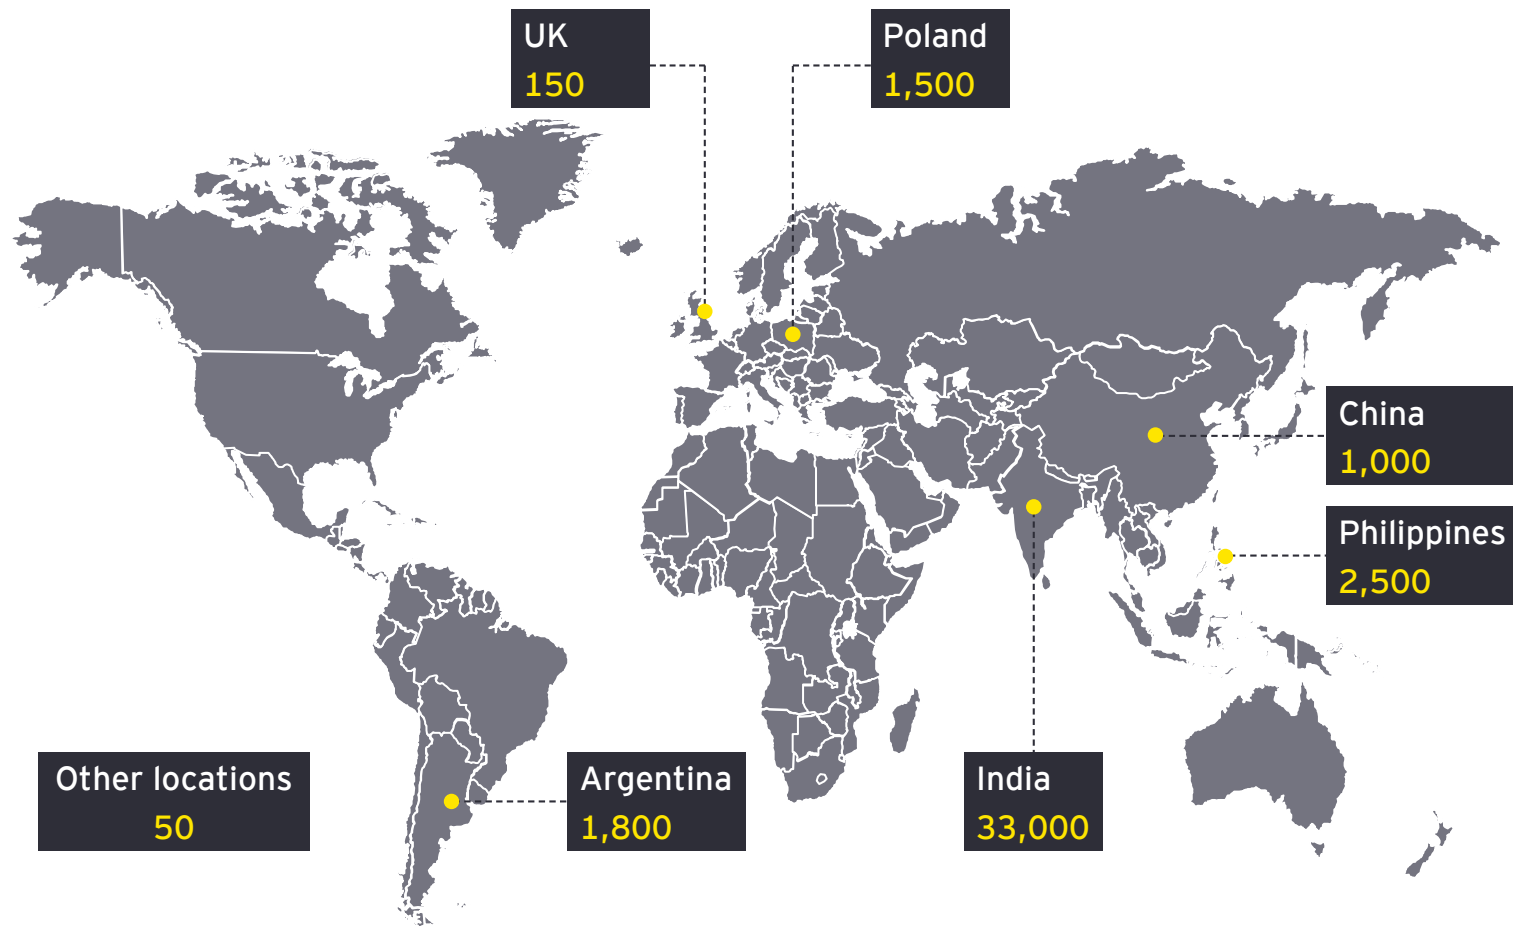 UK
150
Poland
1,500
China
1,000
Philippines
2,500
Other locations
50
Argentina
1,800
India
33,000